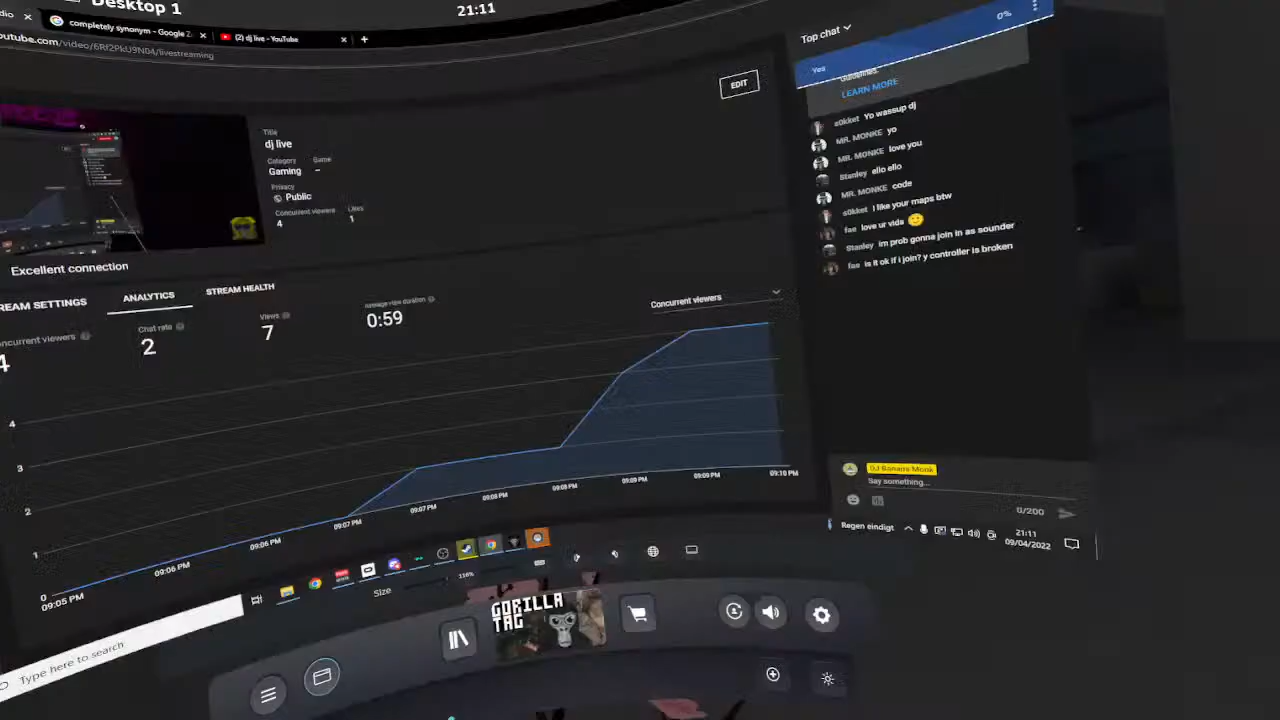 Desktop 1
21:11
dio
completely synonym - Google
(2) dj live - YouTube
outube.com/video/6Rf2PkU9N04/livestreaming
Top chat
0%
Yes
Guidelines.
LEARN MORE
EDIT
Title
dj live
Category
Game
Gaming
–
Privacy
Public
Concurrent viewers
Likes
4
1
s0kket Yo wassup dj
MR. MONKE yo
MR. MONKE love you
Stanley ello ello
MR. MONKE code
s0kket I like your maps btw
fae love ur vids 🙂
Stanley im prob gonna join in as sounder
fae is it ok if i join? y controller is broken
Excellent connection
REAM SETTINGS
ANALYTICS
STREAM HEALTH
ncurrent viewers
4
Chat rate
2
Views
7
average view duration
0:59
Concurrent viewers
4
3
2
1
0
09:05 PM
09:06 PM
09:06 PM
09:07 PM
09:07 PM
09:08 PM
09:08 PM
09:09 PM
09:09 PM
09:10 PM
DJ Banana Monk
Say something...
0/200
Regen eindigt
21:11
09/04/2022
Size
116%
Type here to search
GORILLA
TAG